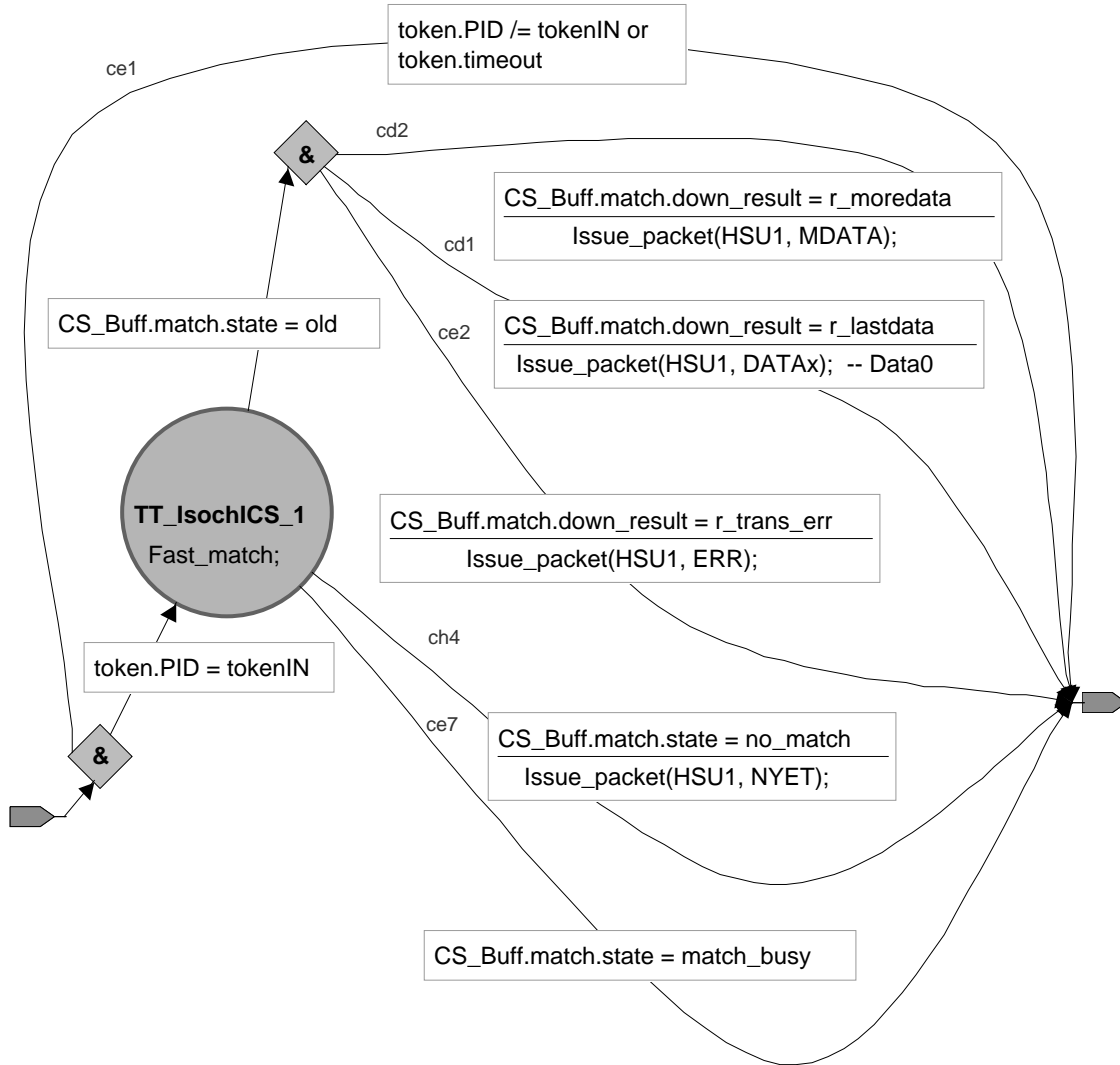 token.PID /= tokenIN or
token.timeout
ce1
cd2
&
CS_Buff.match.down_result = r_moredata
Issue_packet(HSU1, MDATA);
cd1
CS_Buff.match.state = old
ce2
CS_Buff.match.down_result = r_lastdata
Issue_packet(HSU1, DATAx);  -- Data0
TT_IsochICS_1
Fast_match;
CS_Buff.match.down_result = r_trans_err
Issue_packet(HSU1, ERR);
ch4
token.PID = tokenIN
ce7
CS_Buff.match.state = no_match
Issue_packet(HSU1, NYET);
&
CS_Buff.match.state = match_busy